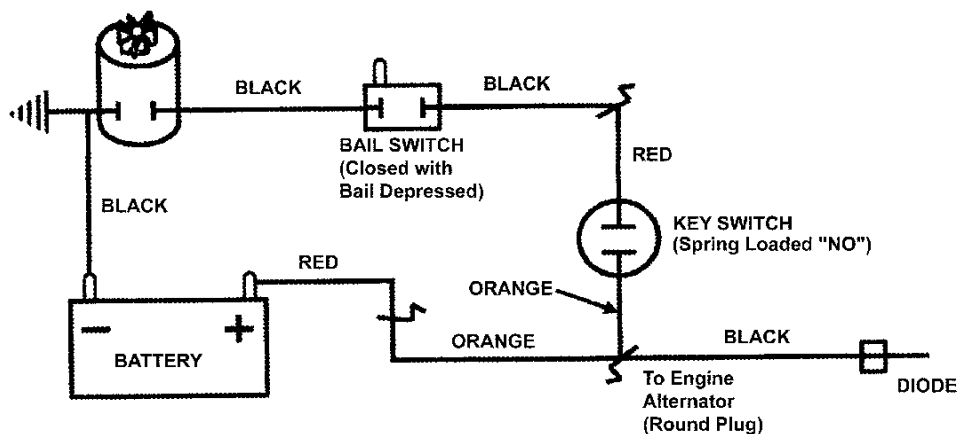 BLACK
BLACK
BAIL SWITCH
(Closed with
Bail Depressed)
RED
BLACK
KEY SWITCH
(Spring Loaded "NO")
RED
ORANGE
ORANGE
BLACK
BATTERY
To Engine
Alternator
(Round Plug)
DIODE